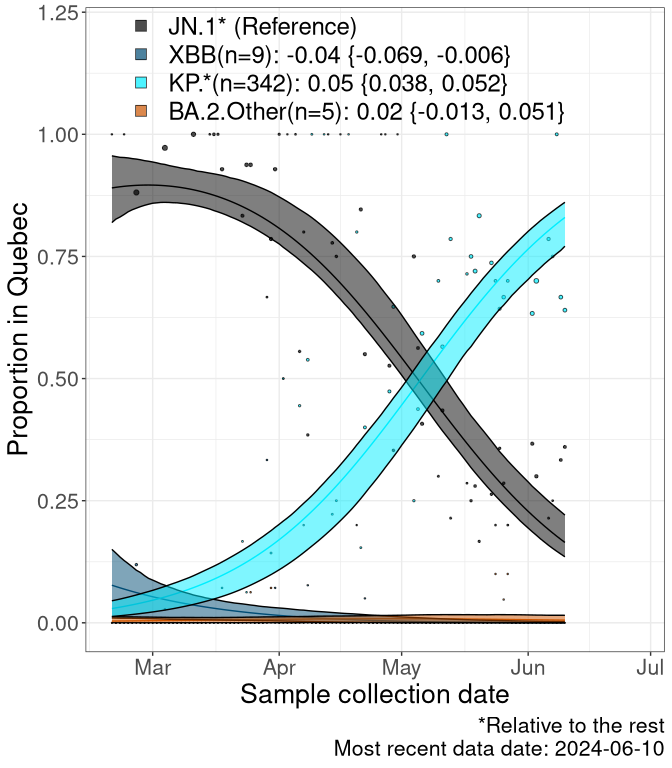 JN.1* (Reference)
XBB(n=9): -0.04 {-0.069, -0.006}
KP.*(n=342): 0.05 {0.038, 0.052}
BA.2.Other(n=5): 0.02 {-0.013, 0.051}
1.25
1.00
0.75
0.50
0.25
0.00
Proportion in Quebec
Mar Apr May Jun Jul
Sample collection date
*Relative to the rest
Most recent data date: 2024-06-10